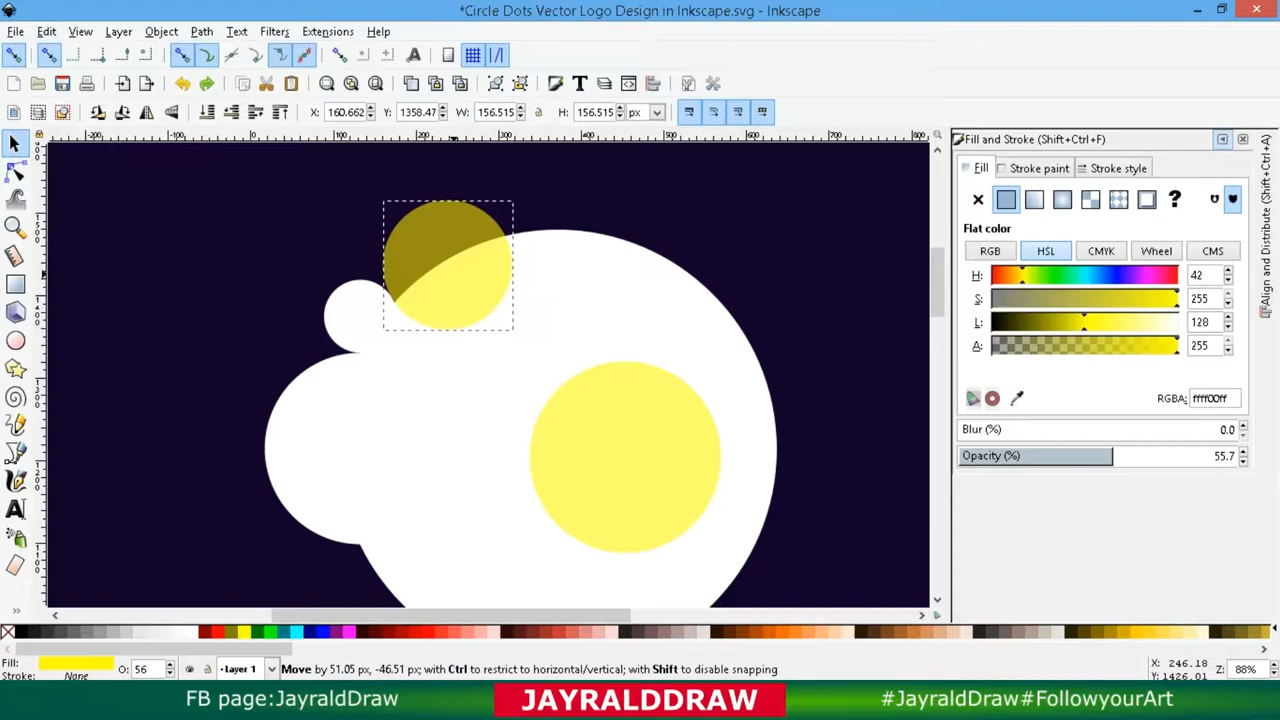 *Circle Dots Vector Logo Design in Inkscape.svg - Inkscape
File Edit View Layer Object Path Text Filters Extensions Help
X: 160.662 Y: 1358.47 W: 156.515 H: 156.515 px
Fill and Stroke (Shift+Ctrl+F)
Fill Stroke paint Stroke style
Flat color
RGB HSL CMYK Wheel CMS
H: 42
S: 255
L: 128
A: 255
RGBA: ffff00ff
Blur (%) 0.0
Opacity (%) 55.7
Align and Distribute (Shift+Ctrl+A)
Fill: O: 56 Layer 1 Move by 51.05 px, -46.51 px; with Ctrl to restrict to horizontal/vertical; with Shift to disable snapping X: 246.18 Z: 88%
Stroke: None Y: 1426.01
FB page:JayraldDraw JAYRALDDRAW #JayraldDraw#FollowyourArt